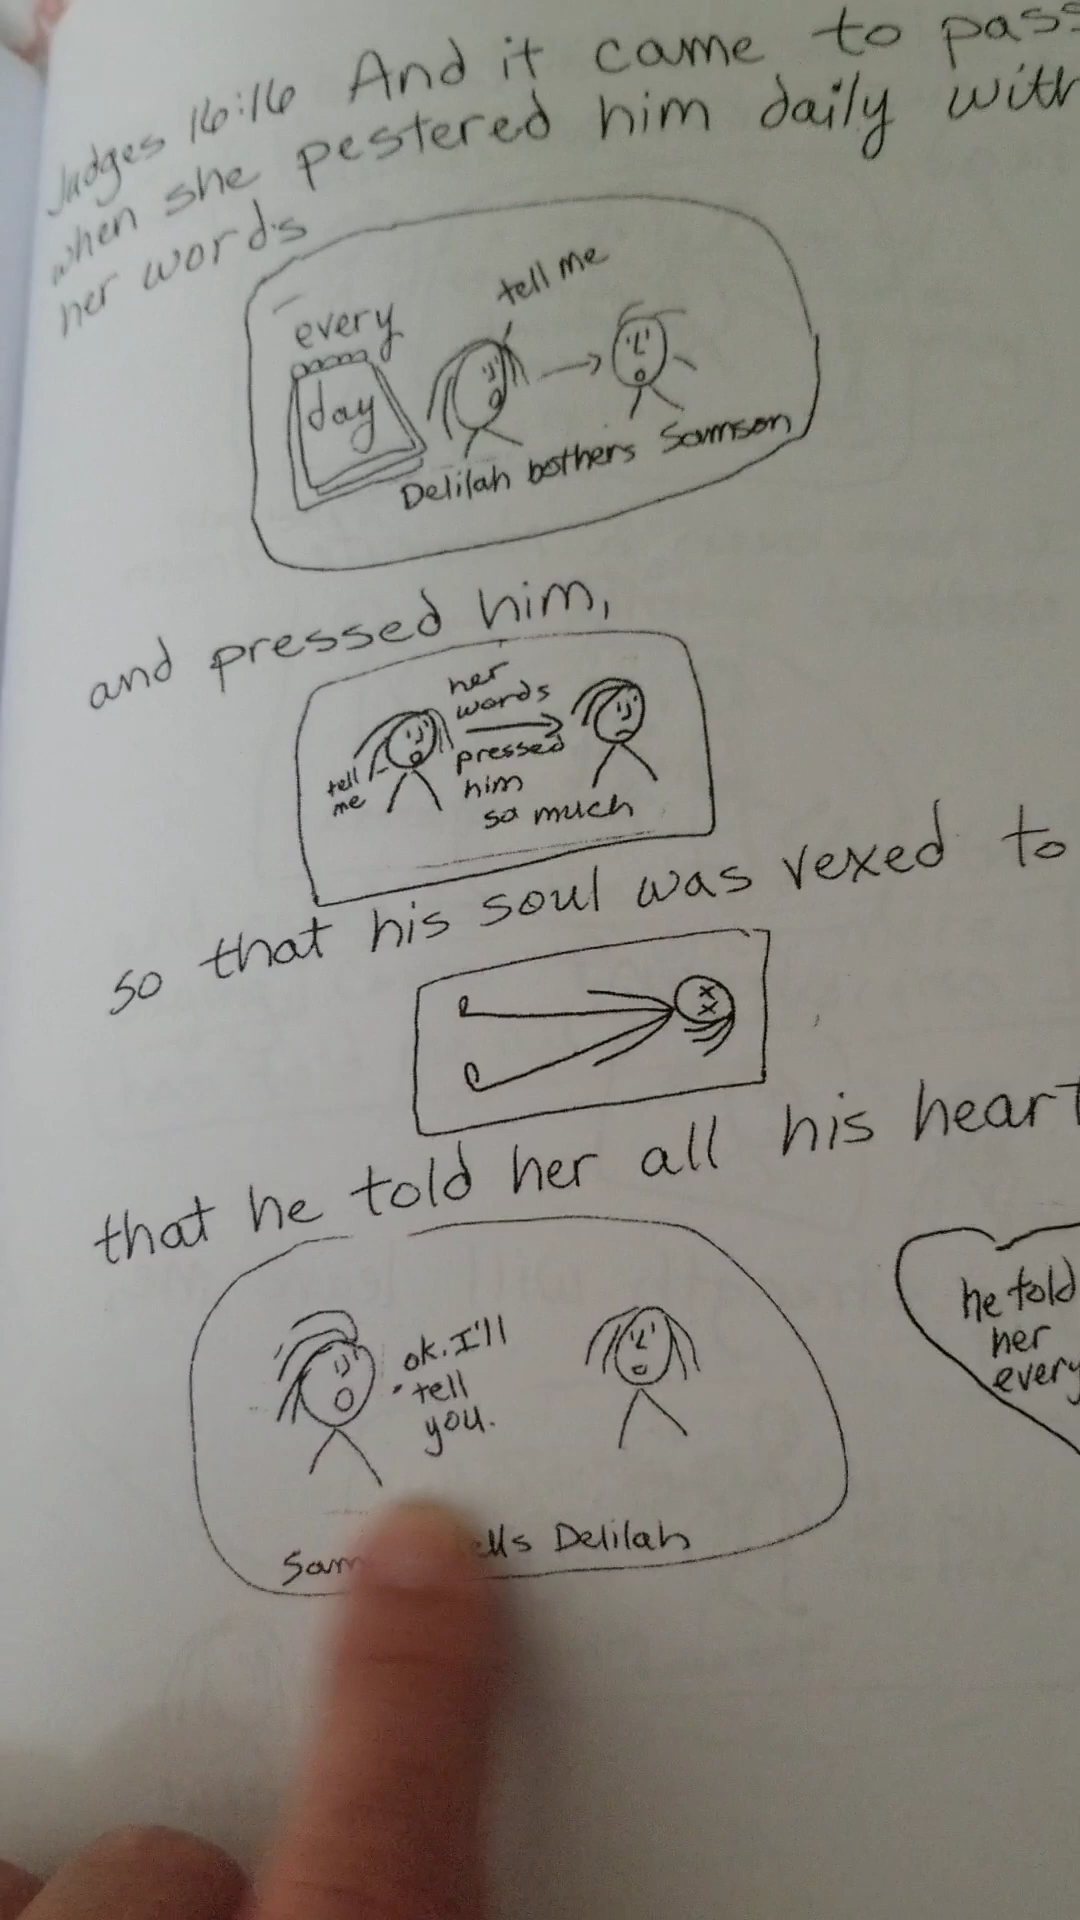 Judges 16:16 And it came to pass
when she pestered him daily with
her words
tell me
every
day
Delilah bothers Samson
and pressed him,
her
words
tell
me
pressed
him
so much
so that his soul was vexed to
that he told her all his heart
ok. I'll
tell
you.
he told
her
every
Sam ells Delilah